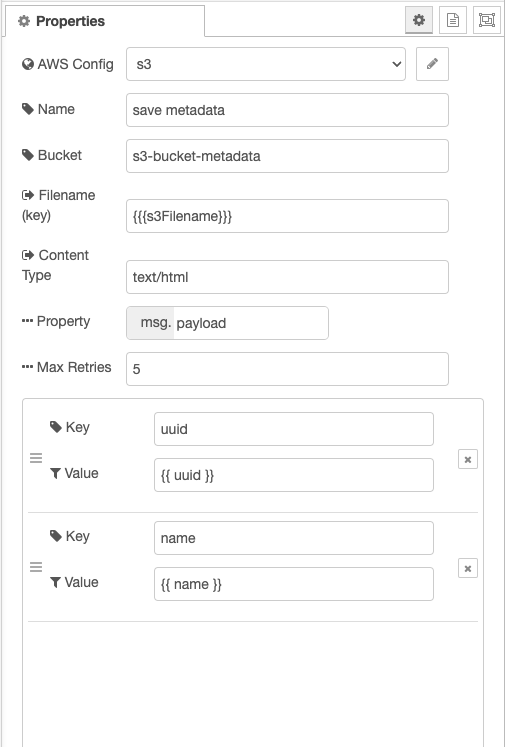 Properties
AWS Config s3
Name save metadata
Bucket s3-bucket-metadata
Filename
(key) {{{s3Filename}}}
Content
Type text/html
Property msg. payload
Max Retries 5
Key uuid
Value {{ uuid }}
Key name
Value {{ name }}